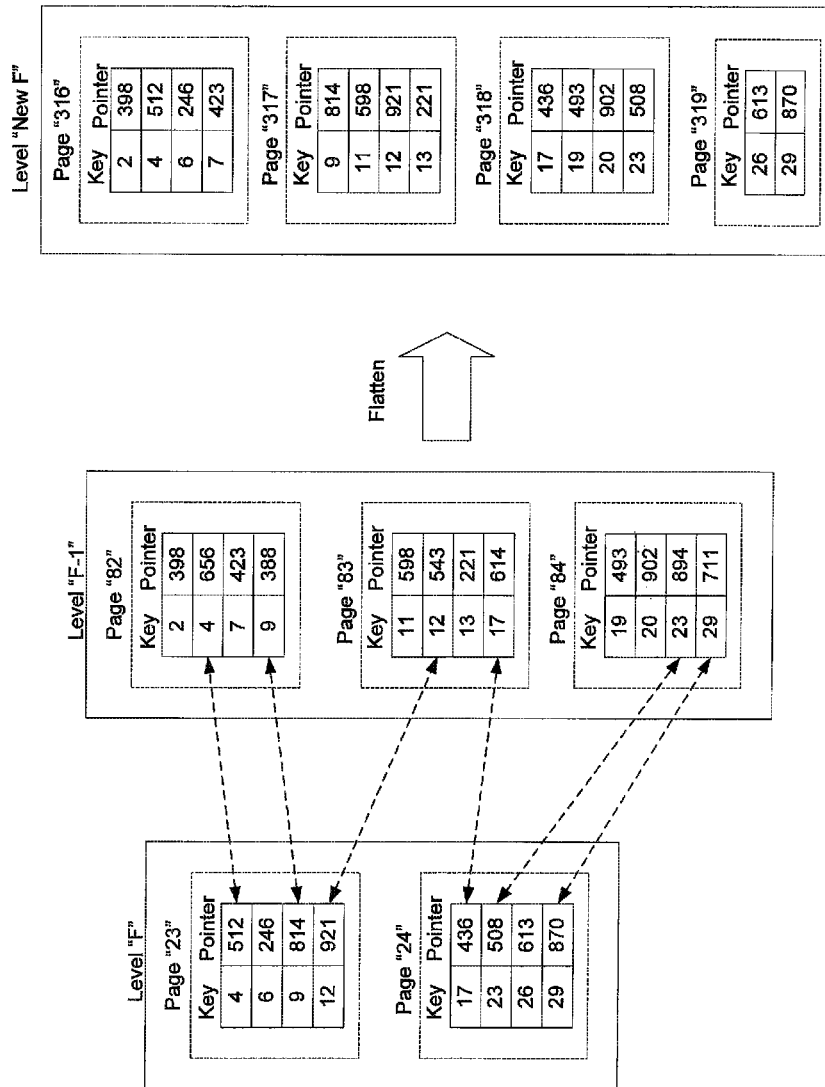 Level "F"
Page "23"
Key Pointer
4 512
6 246
9 814
12 921
Page "24"
Key Pointer
17 436
23 508
26 613
29 870
Level "F-1"
Page "82"
Key Pointer
2 398
4 656
7 423
9 388
Page "83"
Key Pointer
11 598
12 543
13 221
17 614
Page "84"
Key Pointer
19 493
20 902
23 894
29 711
Flatten
Level "New F"
Page "316"
Key Pointer
2 398
4 512
6 246
7 423
Page "317"
Key Pointer
9 814
11 598
12 921
13 221
Page "318"
Key Pointer
17 436
19 493
20 902
23 508
Page "319"
Key Pointer
26 613
29 870